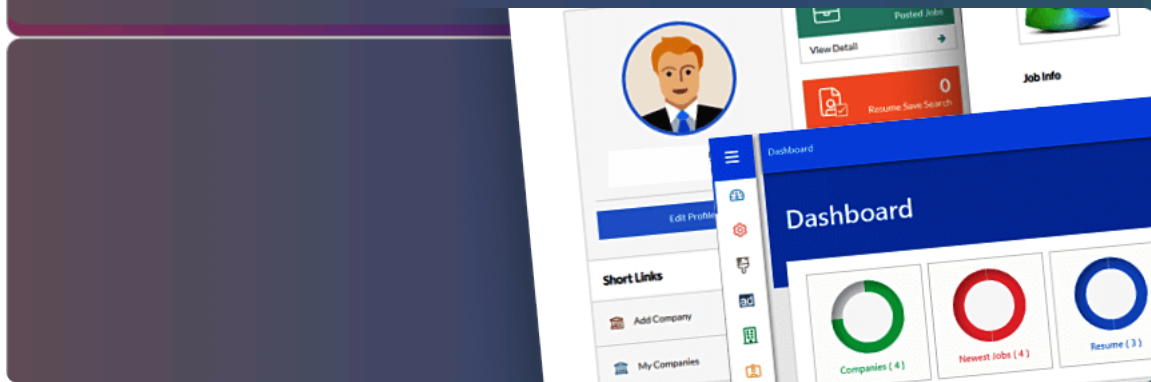 Posted Jobs
View Detail
0
Resume Save Search
Job Info
Edit Profile
Short Links
Add Company
My Companies
Dashboard
Dashboard
ad
Companies ( 4 )
Newest Jobs ( 4 )
Resume ( 3 )